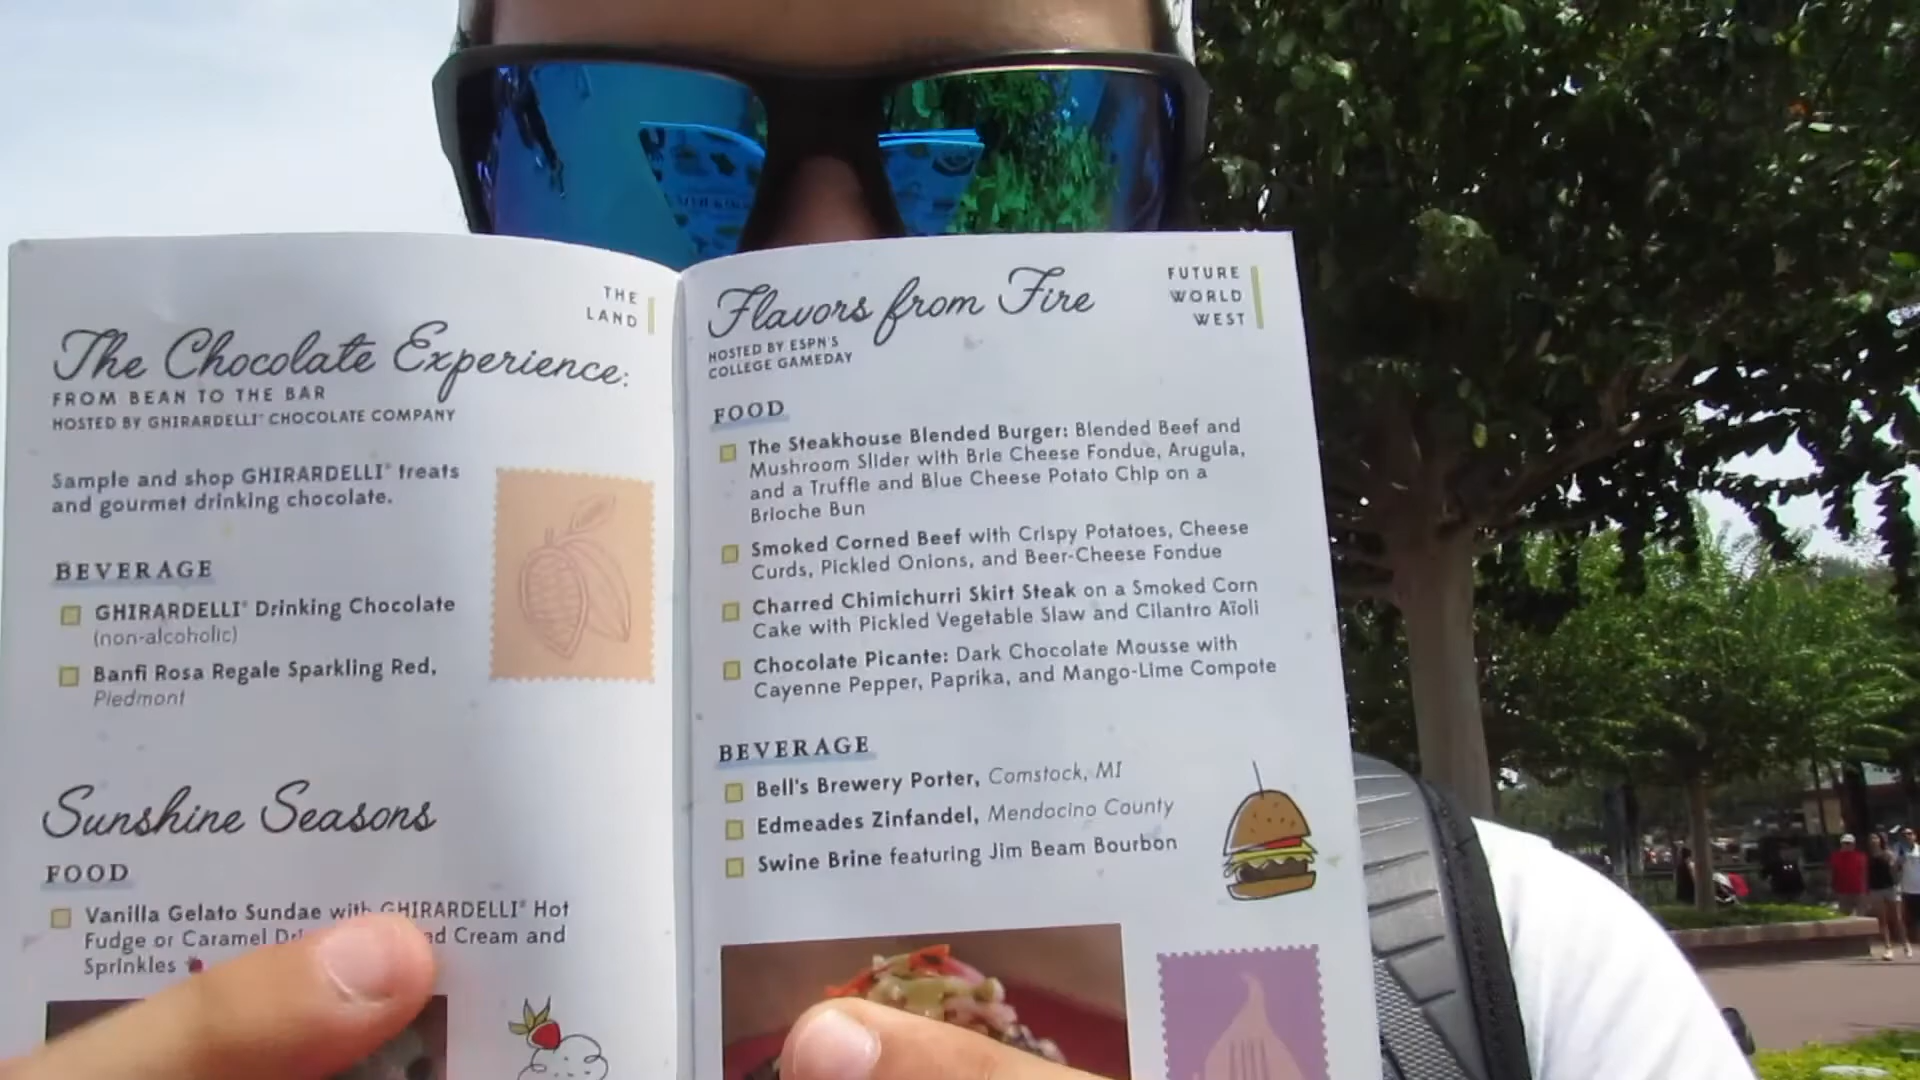 THE
LAND
The Chocolate Experience:
FROM BEAN TO THE BAR
HOSTED BY GHIRARDELLI® CHOCOLATE COMPANY
Sample and shop GHIRARDELLI® treats
and gourmet drinking chocolate.
BEVERAGE
GHIRARDELLI® Drinking Chocolate
(non-alcoholic)
Banfi Rosa Regale Sparkling Red,
Piedmont
Sunshine Seasons
FOOD
Vanilla Gelato Sundae with GHIRARDELLI® Hot
Fudge or Caramel Cream and
Sprinkles
FUTURE
WORLD
WEST
Flavors from Fire
HOSTED BY ESPN'S
COLLEGE GAMEDAY
FOOD
The Steakhouse Blended Burger: Blended Beef and
Mushroom Slider with Brie Cheese Fondue, Arugula,
and a Truffle and Blue Cheese Potato Chip on a
Brioche Bun
Smoked Corned Beef with Crispy Potatoes, Cheese
Curds, Pickled Onions, and Beer-Cheese Fondue
Charred Chimichurri Skirt Steak on a Smoked Corn
Cake with Pickled Vegetable Slaw and Cilantro Aïoli
Chocolate Picante: Dark Chocolate Mousse with
Cayenne Pepper, Paprika, and Mango-Lime Compote
BEVERAGE
Bell's Brewery Porter, Comstock, MI
Edmeades Zinfandel, Mendocino County
Swine Brine featuring Jim Beam Bourbon